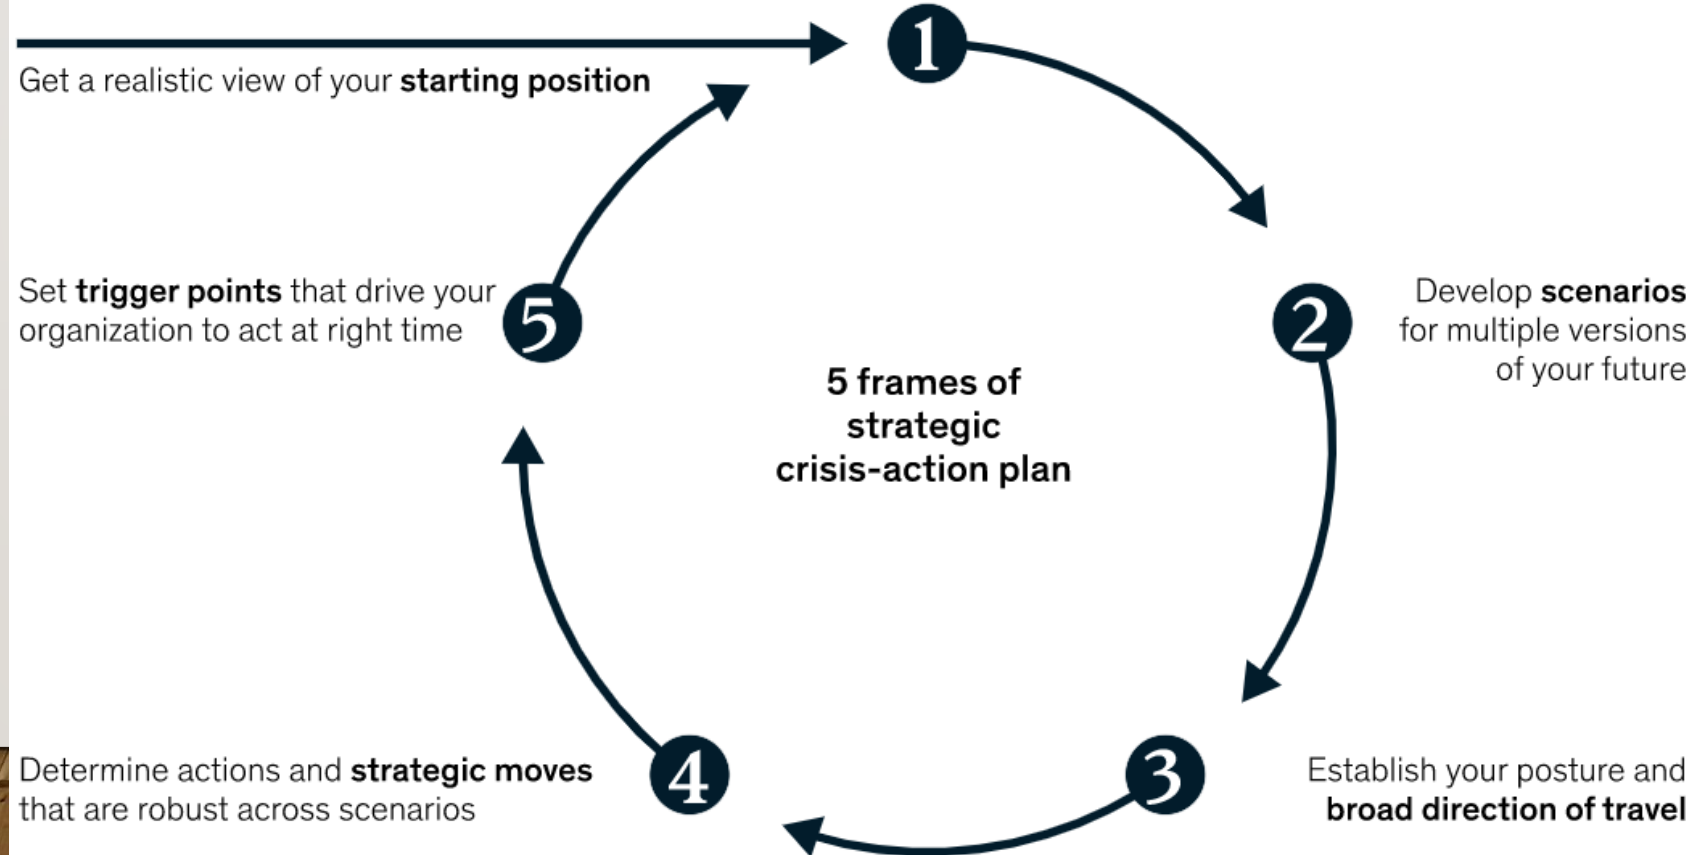 1
Get a realistic view of your starting position
2
Develop scenarios
for multiple versions
of your future
3
Establish your posture and
broad direction of travel
4
Determine actions and strategic moves
that are robust across scenarios
5
Set trigger points that drive your
organization to act at right time
5 frames of
strategic
crisis-action plan